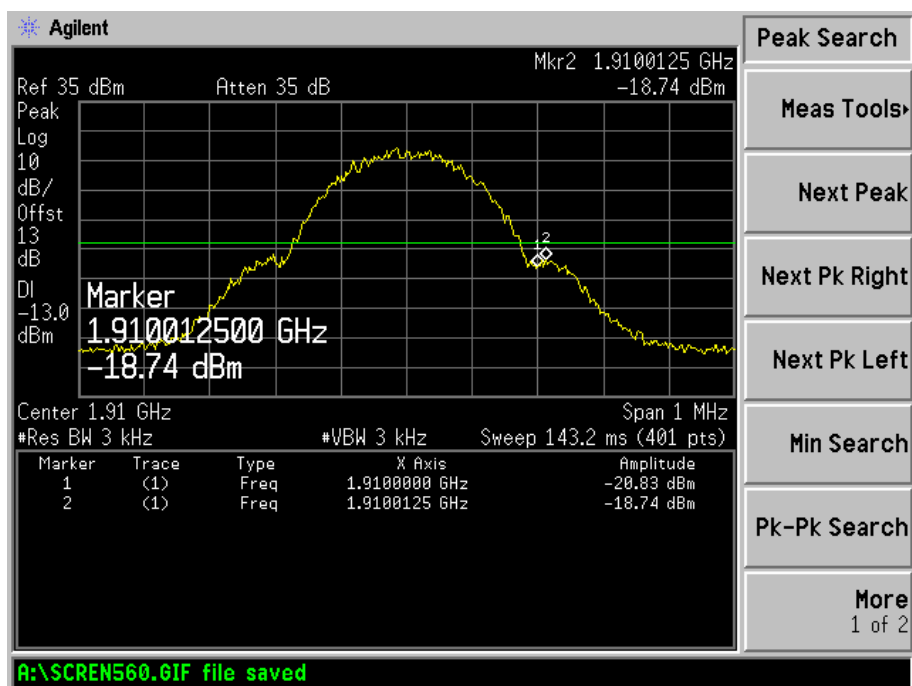 Agilent
Peak Search
Mkr2 1.9100125 GHz
Ref 35 dBm Atten 35 dB -18.74 dBm
Peak
Log
10
dB/
Offst
13
dB
DI
-13.0
dBm
1 2
Marker
1.910012500 GHz
-18.74 dBm
Center 1.91 GHz Span 1 MHz
#Res BW 3 kHz #VBW 3 kHz Sweep 143.2 ms (401 pts)
Marker Trace Type X Axis Amplitude
1 (1) Freq 1.9100000 GHz -20.83 dBm
2 (1) Freq 1.9100125 GHz -18.74 dBm
Meas Tools
Next Peak
Next Pk Right
Next Pk Left
Min Search
Pk-Pk Search
More
1 of 2
A:\SCREN560.GIF file saved